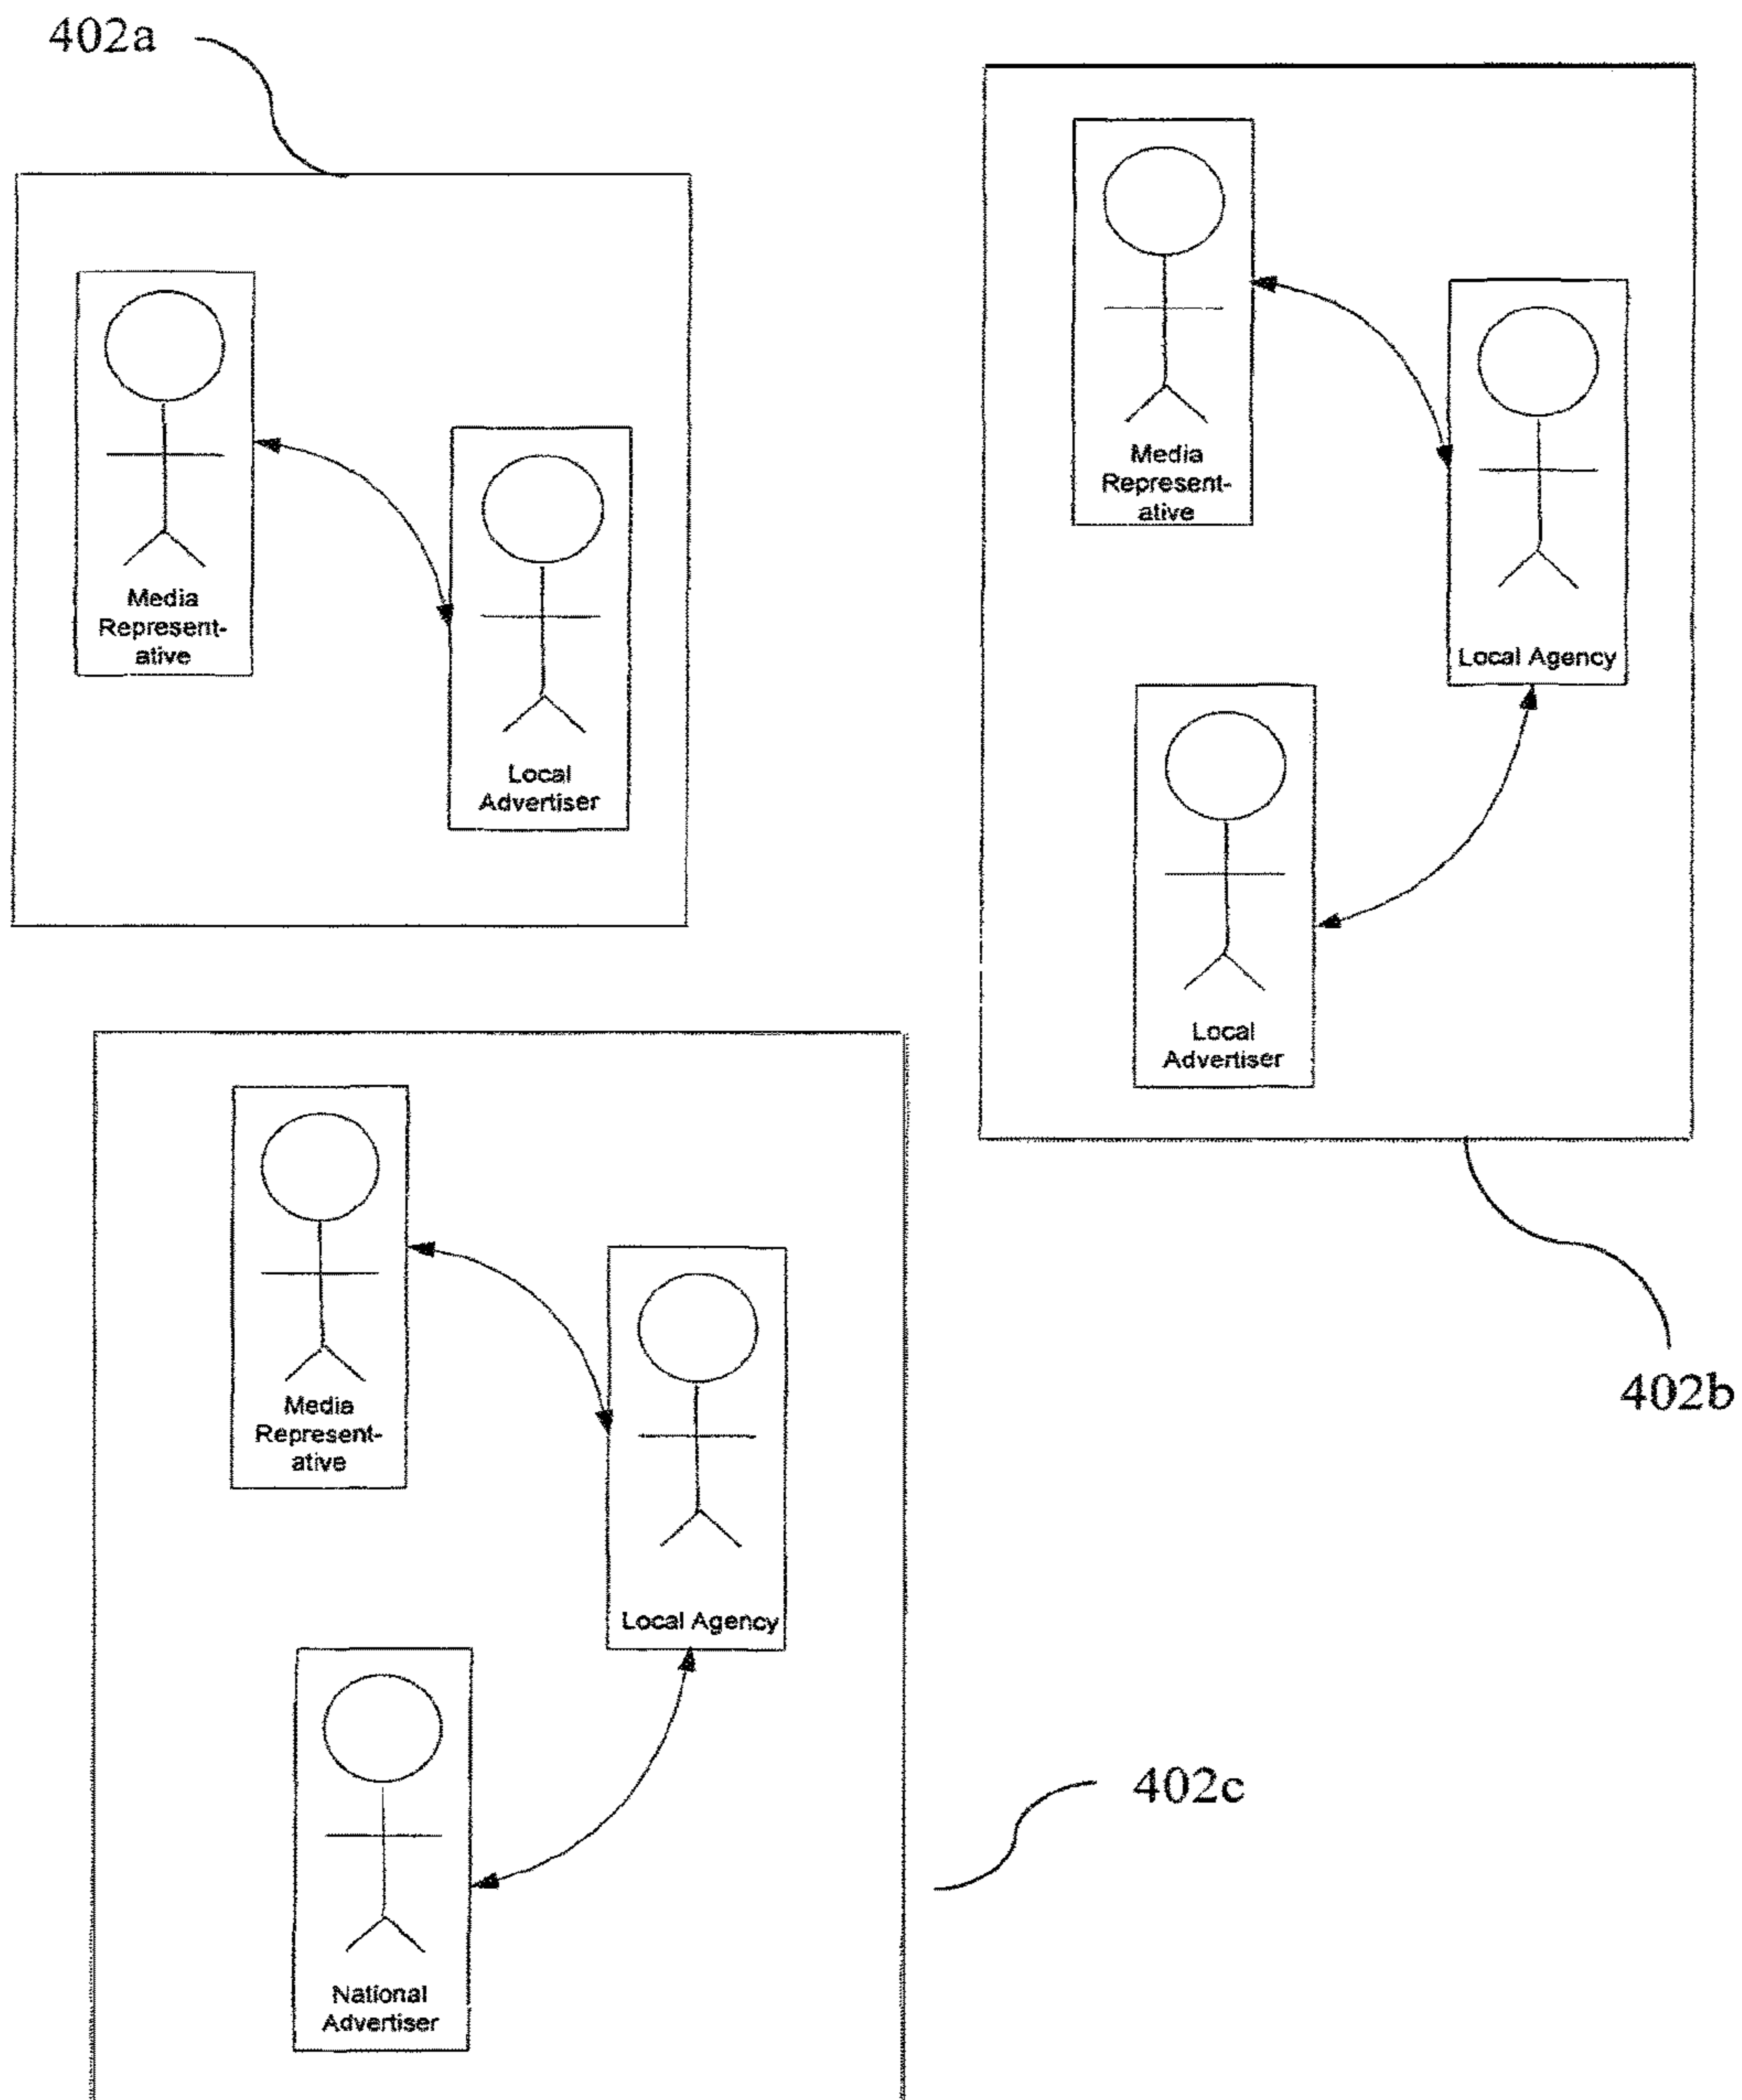 402a
Media
Represent-
ative
Local
Advertiser
Media
Represent-
ative
Local Agency
Local
Advertiser
402b
Media
Represent-
ative
Local Agency
National
Advertiser
402c